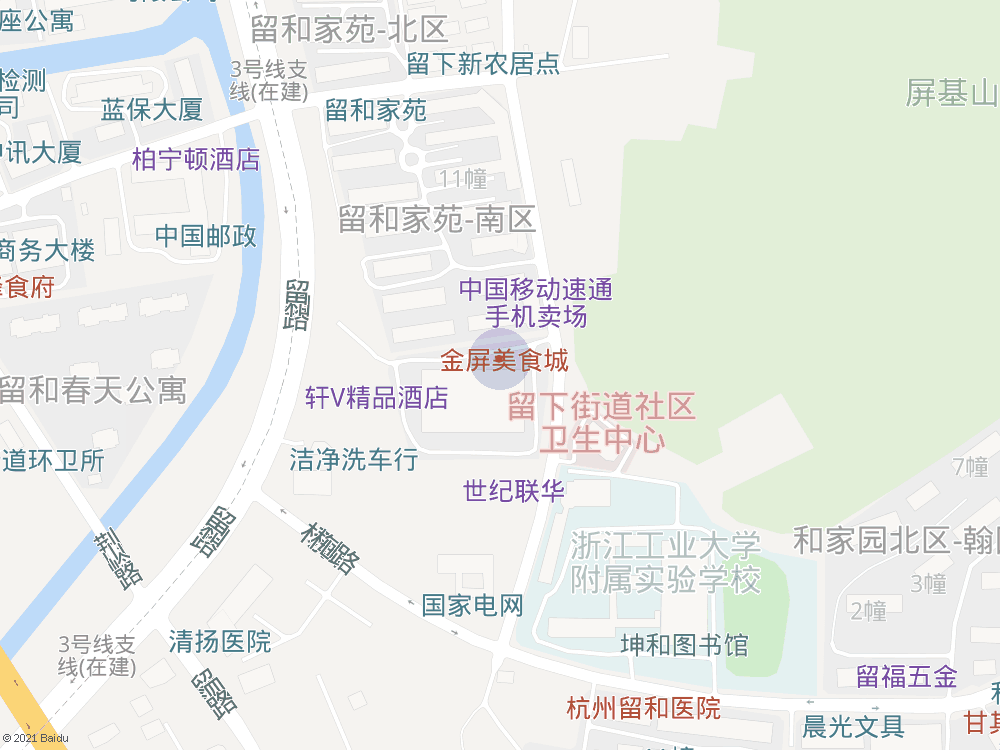 座公寓
留和家苑-北区
留下新农居点
3号线支
线(在建)
屏基山
检测
司
蓝保大厦
留和家苑
中讯大厦
柏宁顿酒店
11幢
留和家苑-南区
中国邮政
商务大楼
食府
中国移动速通
手机卖场
留和路
金屏美食城
留和春天公寓
轩V精品酒店
留下街道社区
卫生中心
道环卫所
洁净洗车行
7幢
世纪联华
留和路
浙江工业大学
附属实验学校
和家园北区-翰
荆山路
3幢
2幢
国家电网
3号线支
线(在建)
清扬医院
坤和图书馆
留福五金
杭州留和医院
晨光文具
甘其
© 2021 Baidu